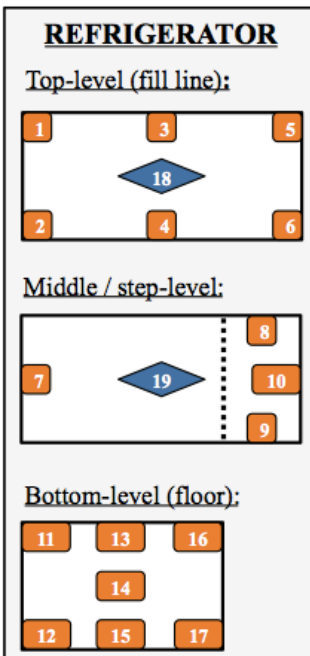 REFRIGERATOR
Top-level (fill line):
1 3 5
18
2 4 6
Middle / step-level:
8
7 19 10
9
Bottom-level (floor):
11 13 16
14
12 15 17